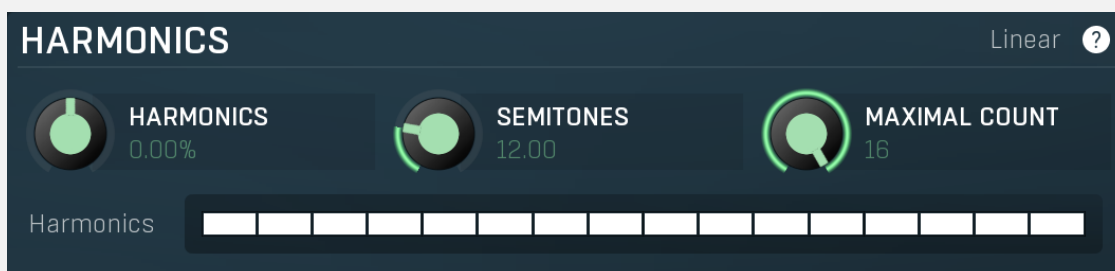 HARMONICS
Linear ?
HARMONICS SEMITONES MAXIMAL COUNT
0.00% 12.00 16
Harmonics